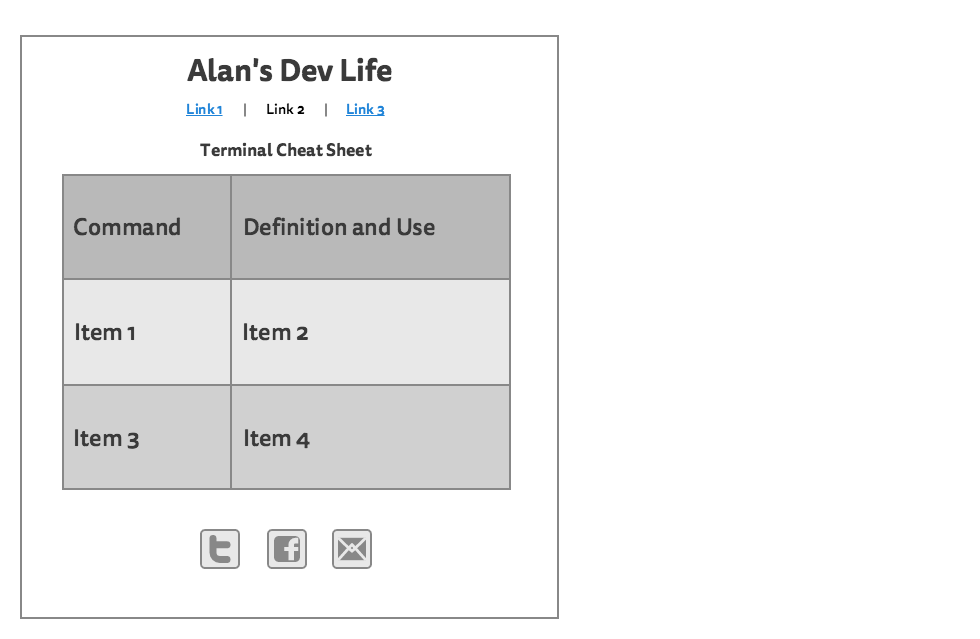 Alan's Dev Life
Link 1 | Link 2 | Link 3
Terminal Cheat Sheet
Command Definition and Use
Item 1 Item 2
Item 3 Item 4